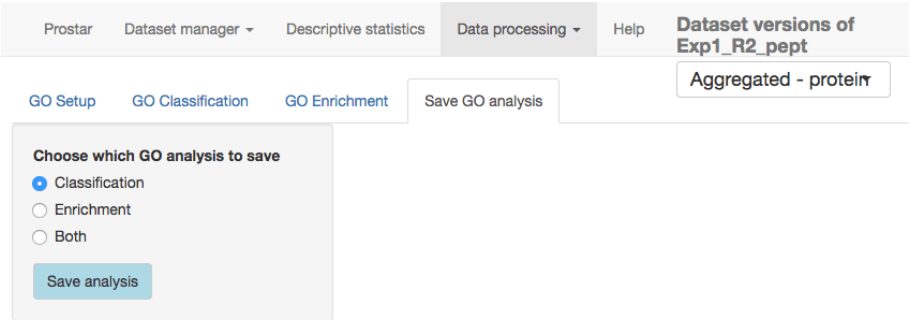 Prostar Dataset manager Descriptive statistics Data processing Help
Dataset versions of
Exp1_R2_pept
Aggregated - protein
GO Setup GO Classification GO Enrichment Save GO analysis
Choose which GO analysis to save
Classification
Enrichment
Both
Save analysis